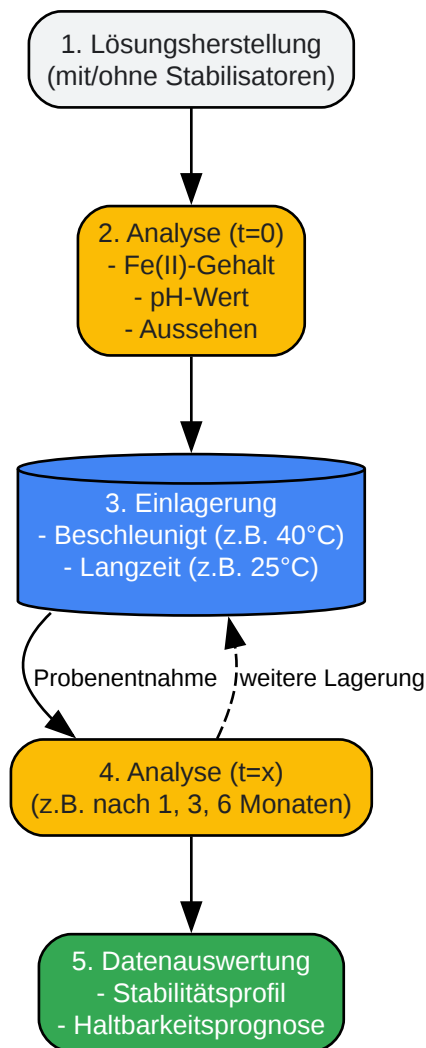 1. Lösungsherstellung
(mit/ohne Stabilisatoren)
2. Analyse (t=0)
- Fe(II)-Gehalt
- pH-Wert
- Aussehen
3. Einlagerung
- Beschleunigt (z.B. 40°C)
- Langzeit (z.B. 25°C)
Probenentnahme
weitere Lagerung
4. Analyse (t=x)
(z.B. nach 1, 3, 6 Monaten)
5. Datenauswertung
- Stabilitätsprofil
- Haltbarkeitsprognose